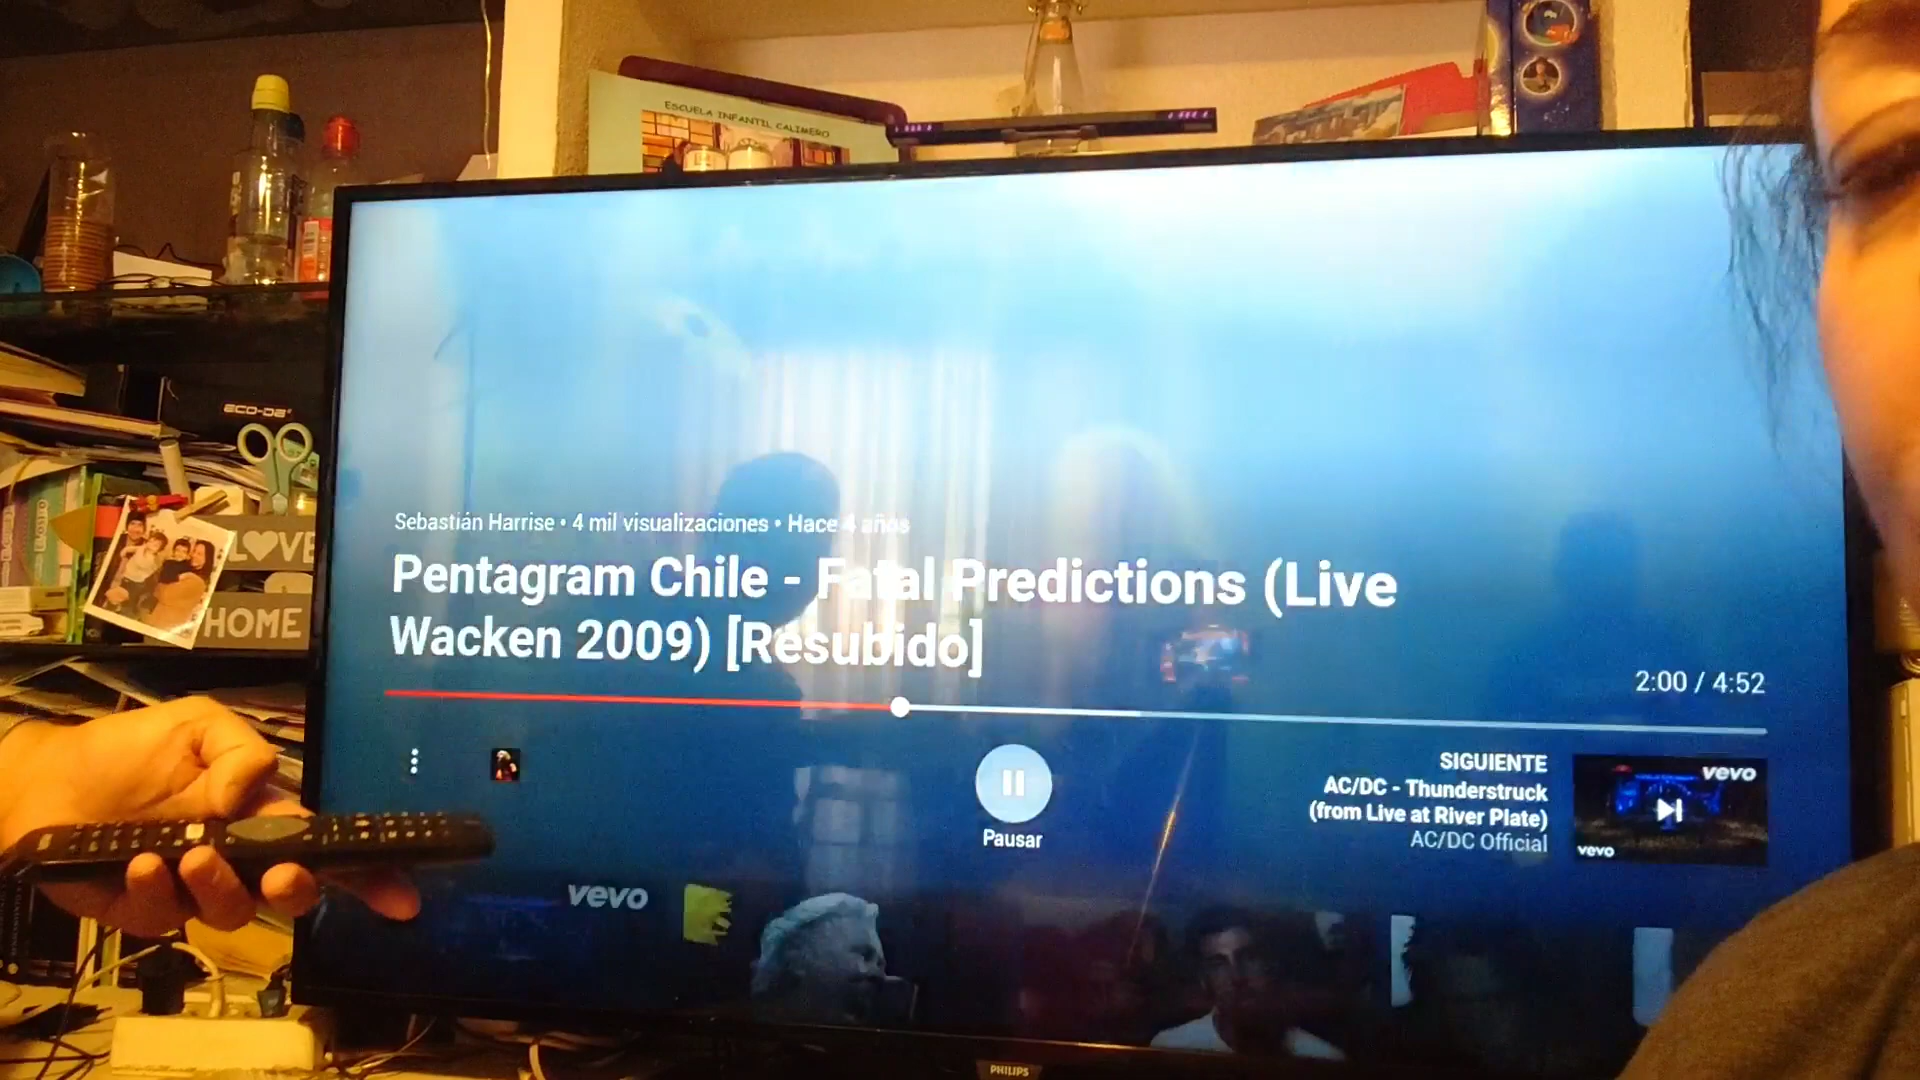 ESCUELA INFANTIL CALIMERO
ECO-DE
LOVE
HOME
Sebastián Harrise • 4 mil visualizaciones • Hace 4 años
Pentagram Chile - Fatal Predictions (Live
Wacken 2009) [Resubido]
2:00 / 4:52
Pausar
SIGUIENTE
AC/DC - Thunderstruck
(from Live at River Plate)
AC/DC Official
vevo
vevo
vevo
PHILIPS